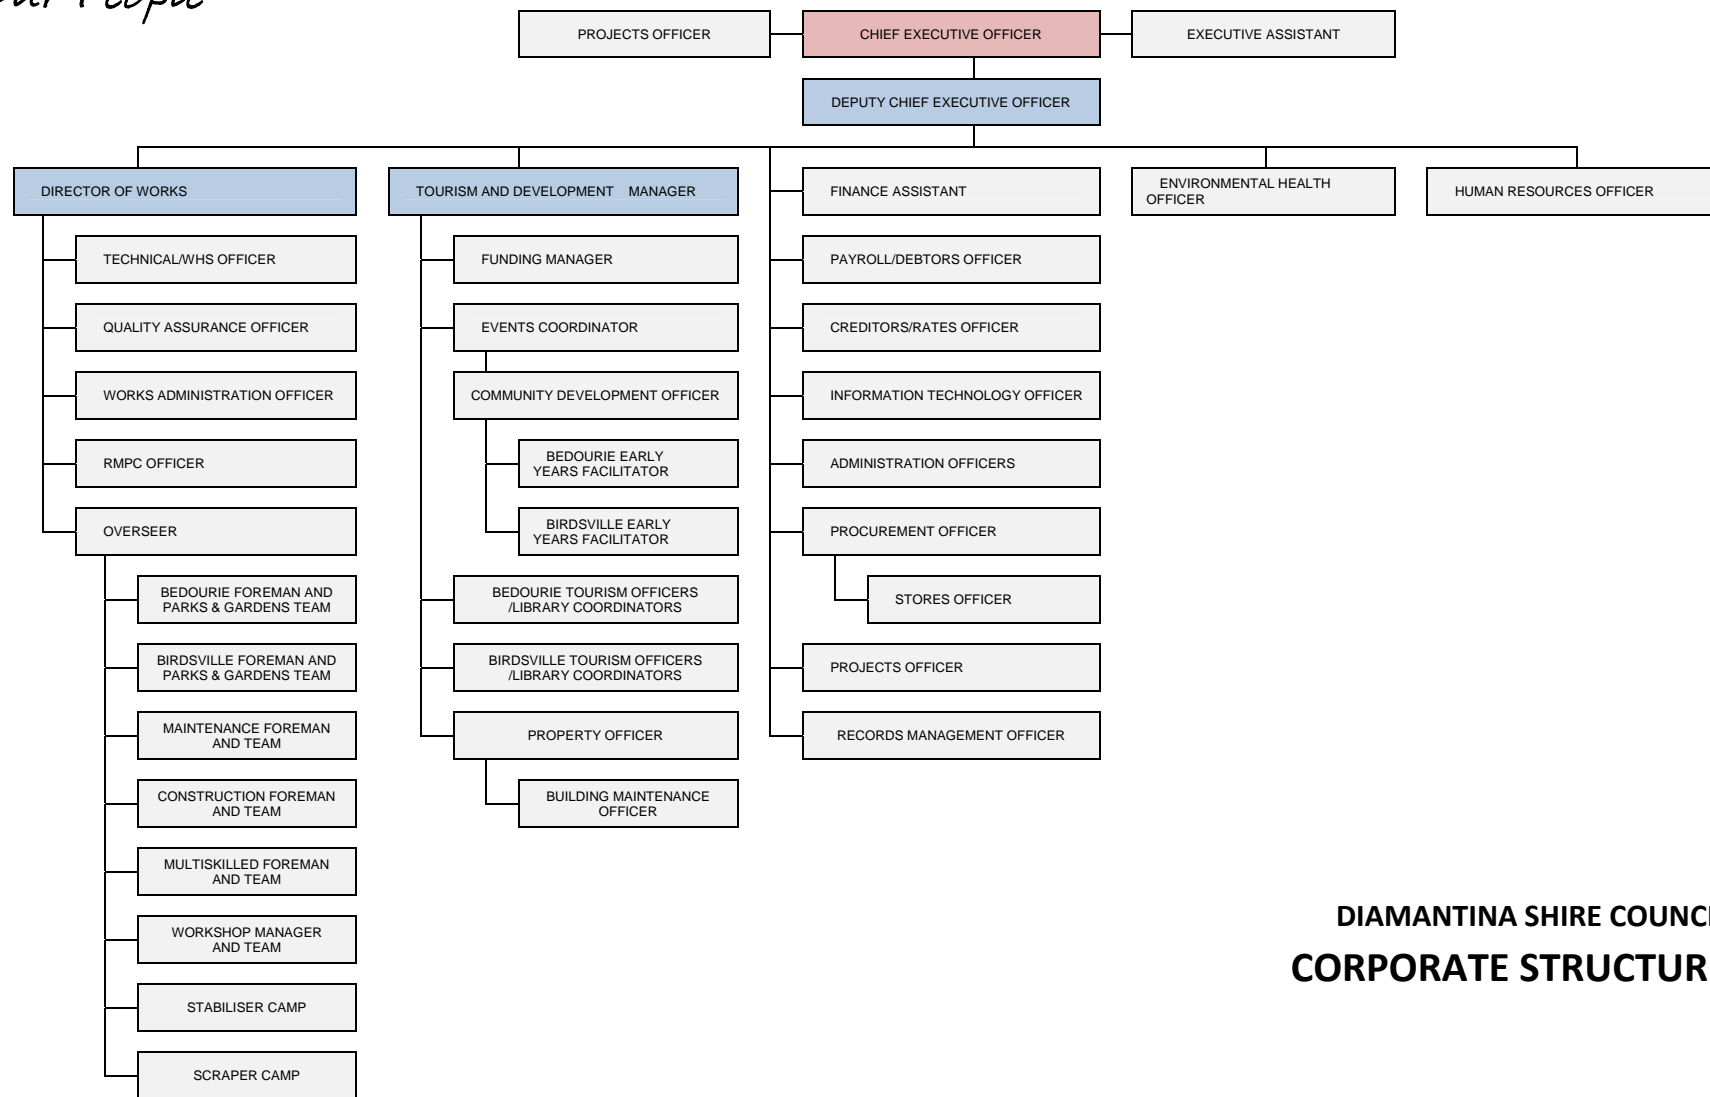 People
PROJECTS OFFICER
CHIEF EXECUTIVE OFFICER
EXECUTIVE ASSISTANT
DEPUTY CHIEF EXECUTIVE OFFICER
DIRECTOR OF WORKS
TECHNICAL/WHS OFFICER
QUALITY ASSURANCE OFFICER
WORKS ADMINISTRATION OFFICER
RMPC OFFICER
OVERSEER
BEDOURIE FOREMAN AND
PARKS & GARDENS TEAM
BIRDSVILLE FOREMAN AND
PARKS & GARDENS TEAM
MAINTENANCE FOREMAN
AND TEAM
CONSTRUCTION FOREMAN
AND TEAM
MULTISKILLED FOREMAN
AND TEAM
WORKSHOP MANAGER
AND TEAM
STABILISER CAMP
SCRAPER CAMP
TOURISM AND DEVELOPMENT MANAGER
FUNDING MANAGER
EVENTS COORDINATOR
COMMUNITY DEVELOPMENT OFFICER
BEDOURIE EARLY
YEARS FACILITATOR
BIRDSVILLE EARLY
YEARS FACILITATOR
BEDOURIE TOURISM OFFICERS
/LIBRARY COORDINATORS
BIRDSVILLE TOURISM OFFICERS
/LIBRARY COORDINATORS
PROPERTY OFFICER
BUILDING MAINTENANCE
OFFICER
FINANCE ASSISTANT
PAYROLL/DEBTORS OFFICER
CREDITORS/RATES OFFICER
INFORMATION TECHNOLOGY OFFICER
ADMINISTRATION OFFICERS
PROCUREMENT OFFICER
STORES OFFICER
PROJECTS OFFICER
RECORDS MANAGEMENT OFFICER
ENVIRONMENTAL HEALTH
OFFICER
HUMAN RESOURCES OFFICER
DIAMANTINA SHIRE COUNCI
CORPORATE STRUCTUR